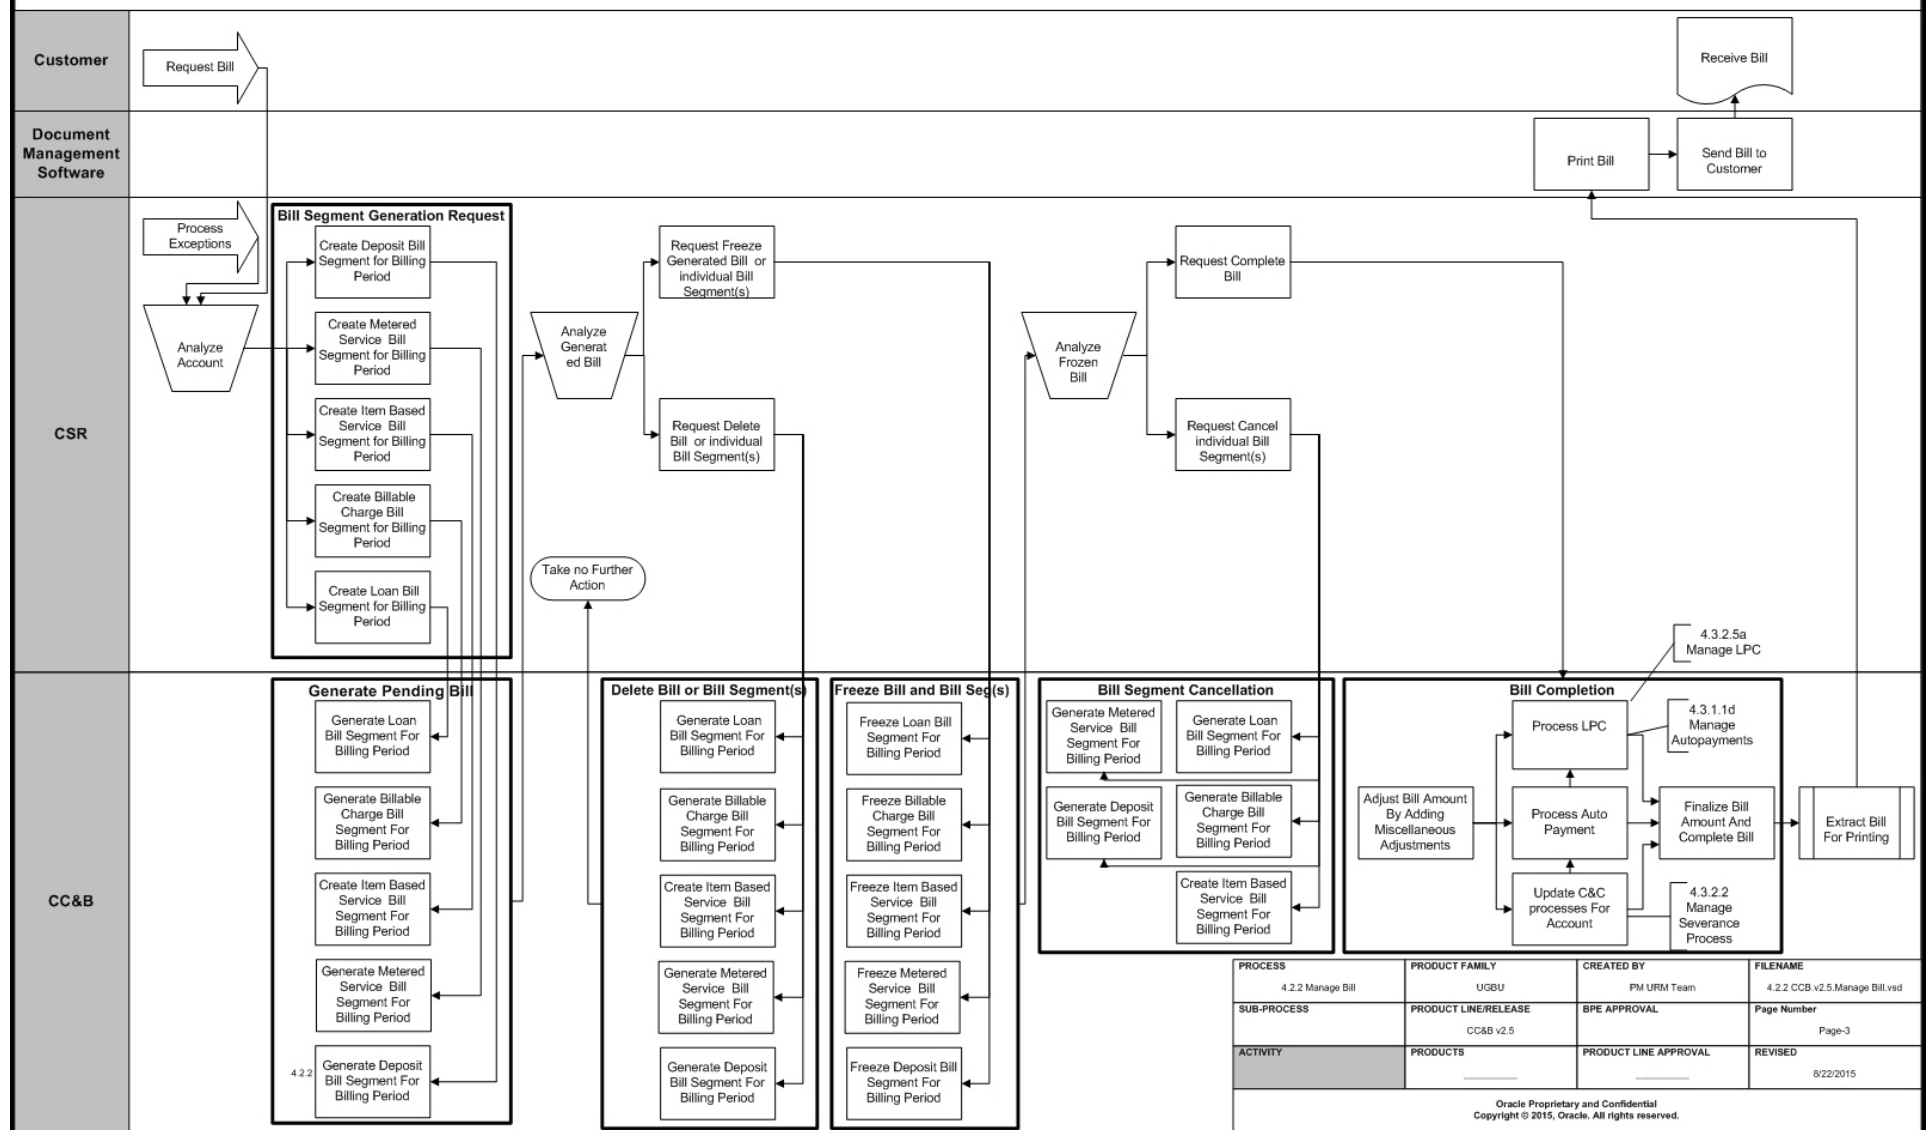 Customer
Request Bill
Receive Bill
Document
Management
Software
Print Bill
Send Bill to
Customer
CSR
Process
Exceptions
Analyze
Account
Bill Segment Generation Request
Create Deposit Bill
Segment for Billing
Period
Create Metered
Service Bill
Segment for Billing
Period
Create Item Based
Service Bill
Segment for Billing
Period
Create Billable
Charge Bill
Segment for Billing
Period
Create Loan Bill
Segment for Billing
Period
Analyze
Generat
ed Bill
Request Freeze
Generated Bill or
individual Bill
Segment(s)
Request Delete
Bill or individual
Bill Segment(s)
Take no Further
Action
Analyze
Frozen
Bill
Request Complete
Bill
Request Cancel
individual Bill
Segment(s)
4.3.2.5a
Manage LPC
CC&B
Generate Pending Bill
Generate Loan
Bill Segment For
Billing Period
Generate Billable
Charge Bill
Segment For
Billing Period
Create Item Based
Service Bill
Segment For
Billing Period
Generate Metered
Service Bill
Segment For
Billing Period
4.2.2
Generate Deposit
Bill Segment For
Billing Period
Delete Bill or Bill Segment(s)
Generate Loan
Bill Segment For
Billing Period
Generate Billable
Charge Bill
Segment For
Billing Period
Create Item Based
Service Bill
Segment For
Billing Period
Generate Metered
Service Bill
Segment For
Billing Period
Generate Deposit
Bill Segment For
Billing Period
Freeze Bill and Bill Seg(s)
Freeze Loan Bill
Segment For
Billing Period
Freeze Billable
Charge Bill
Segment For
Billing Period
Freeze Item Based
Service Bill
Segment For
Billing Period
Freeze Metered
Service Bill
Segment For
Billing Period
Freeze Deposit Bill
Segment For
Billing Period
Bill Segment Cancellation
Generate Metered
Service Bill
Segment For
Billing Period
Generate Loan
Bill Segment For
Billing Period
Generate Deposit
Bill Segment For
Billing Period
Generate Billable
Charge Bill
Segment For
Billing Period
Create Item Based
Service Bill
Segment For
Billing Period
Bill Completion
Process LPC
4.3.1.1d
Manage
Autopayments
Adjust Bill Amount
By Adding
Miscellaneous
Adjustments
Process Auto
Payment
Finalize Bill
Amount And
Complete Bill
Extract Bill
For Printing
Update C&C
processes For
Account
4.3.2.2
Manage
Severance
Process
PROCESS
4.2.2 Manage Bill
PRODUCT FAMILY
UGBU
CREATED BY
PM URM Team
FILENAME
4.2.2 CCB.v2.5.Manage Bill.vsd
SUB-PROCESS
PRODUCT LINE/RELEASE
CC&B v2.5
BPE APPROVAL
Page Number
Page-3
ACTIVITY
PRODUCTS
PRODUCT LINE APPROVAL
REVISED
8/22/2015
Oracle Proprietary and Confidential
Copyright © 2015, Oracle. All rights reserved.